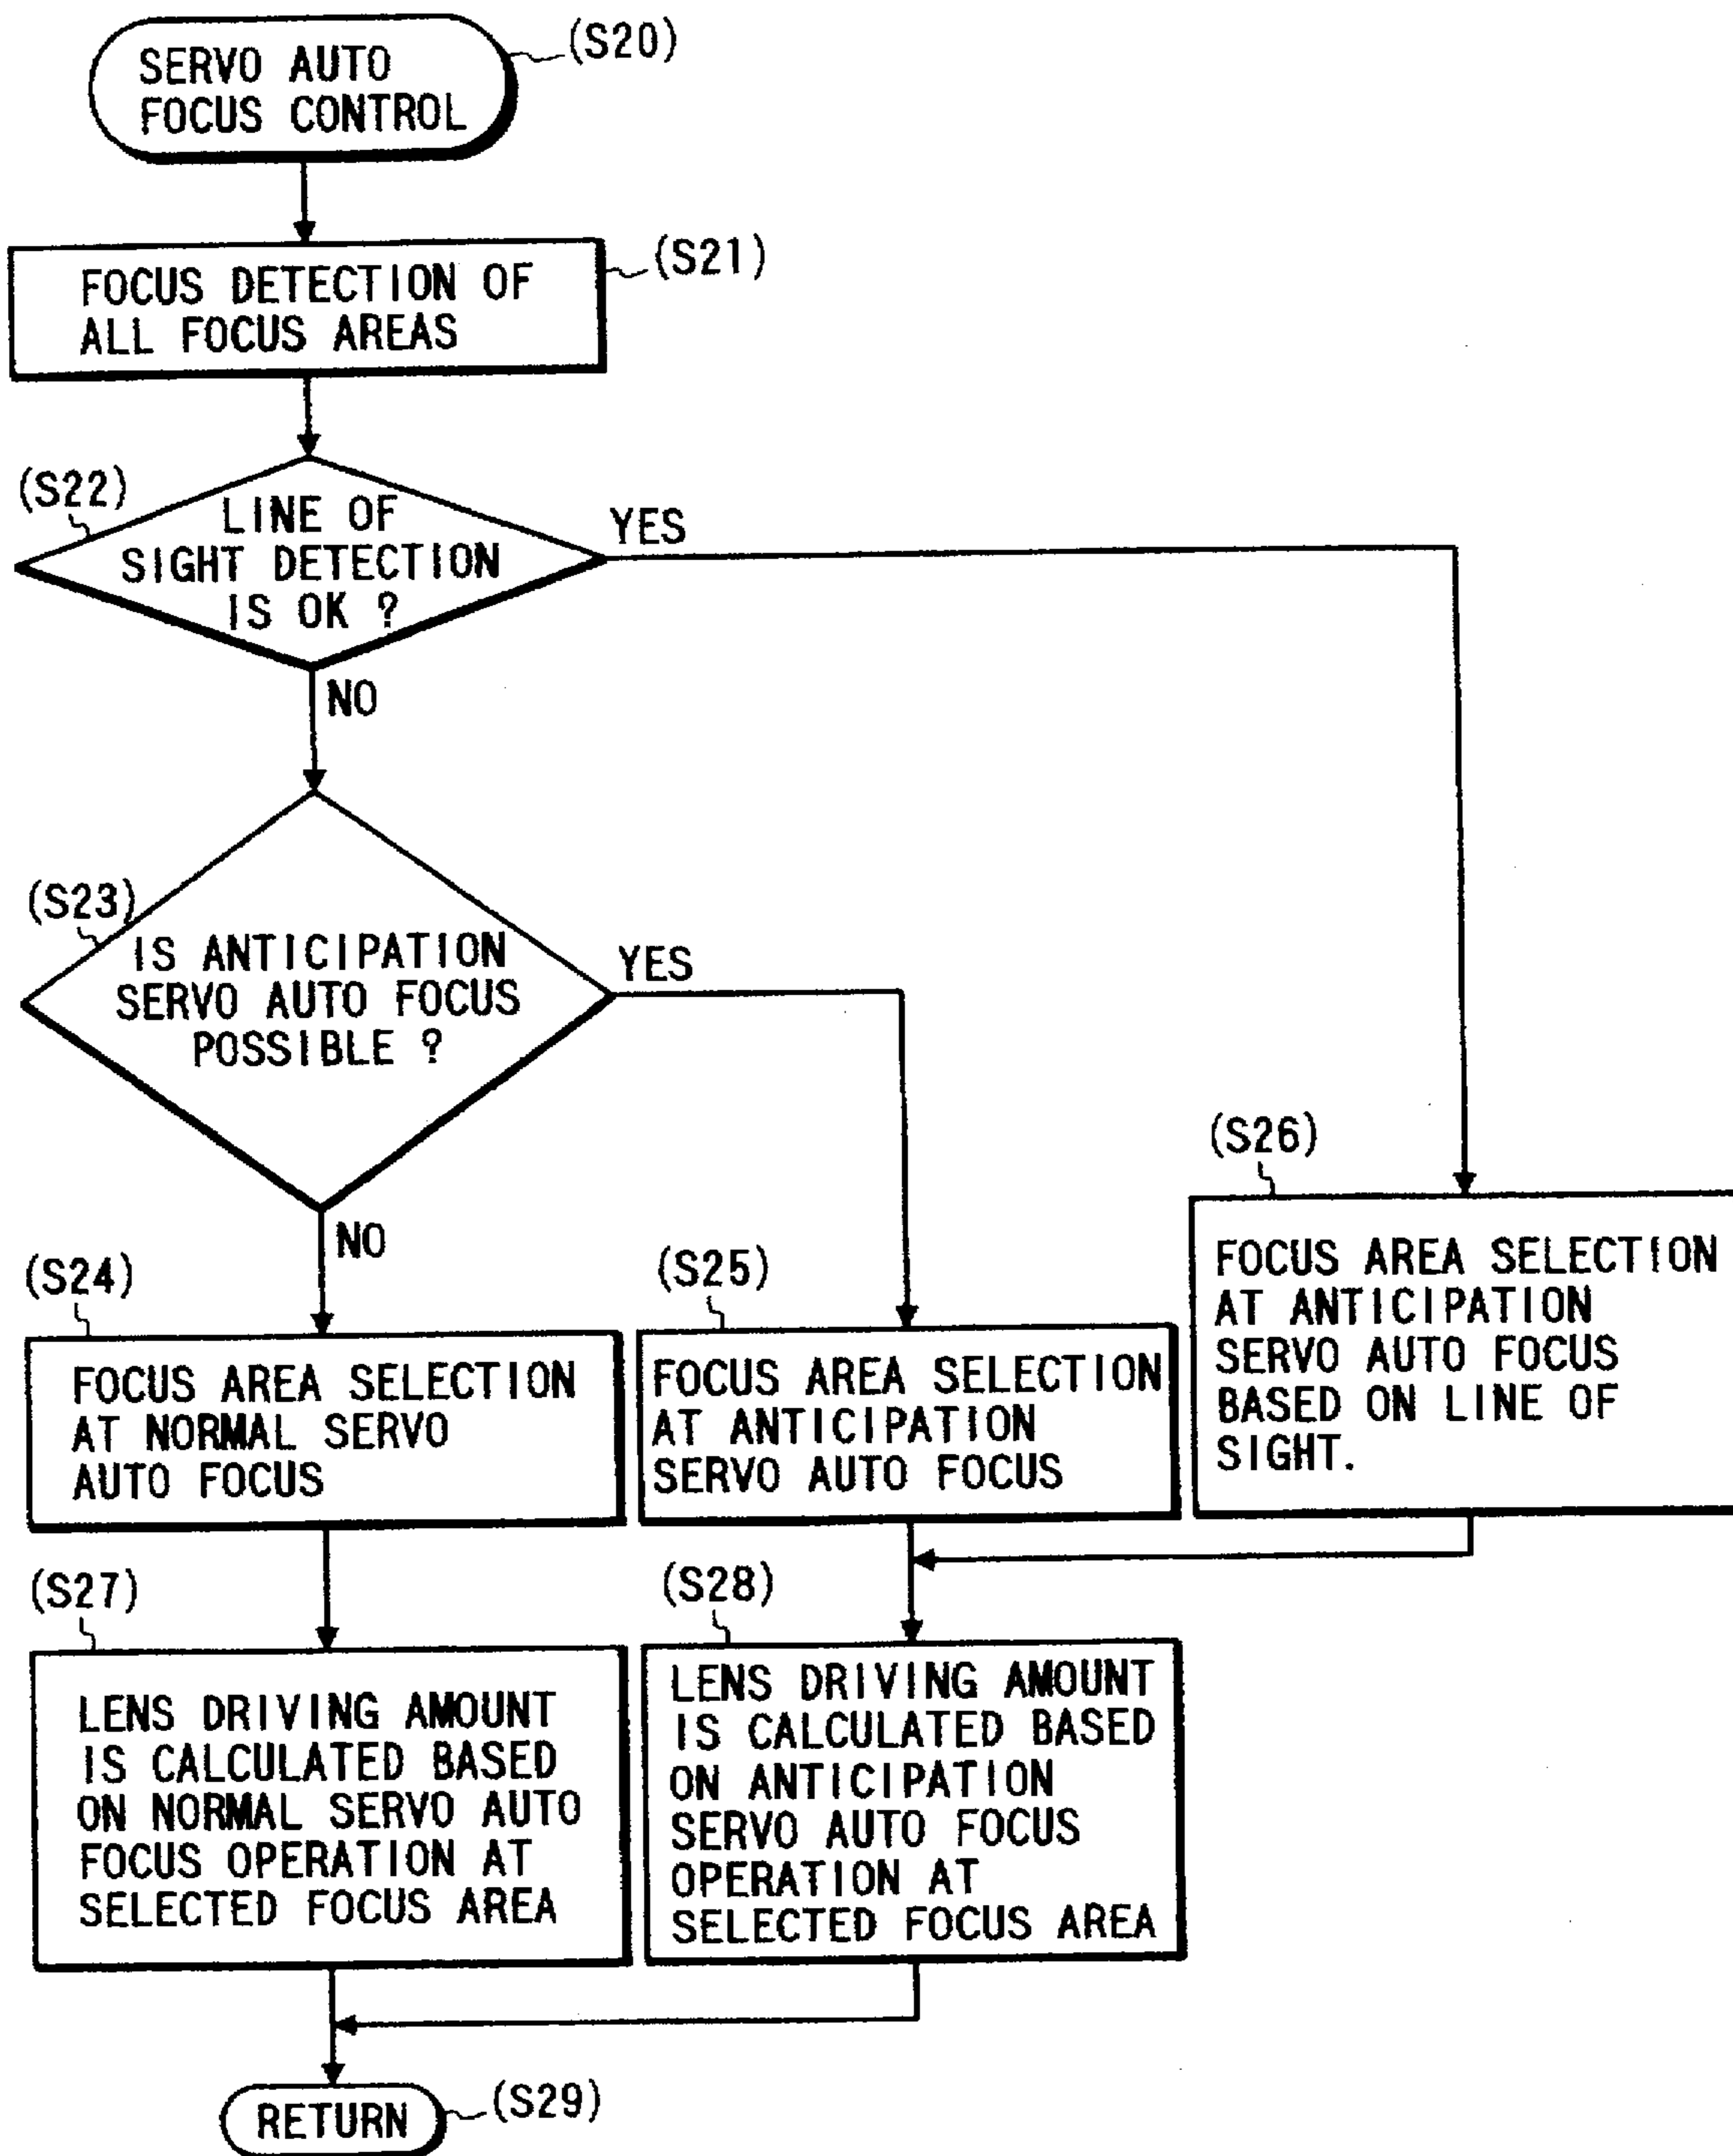 SERVO AUTO
FOCUS CONTROL
(S20)
FOCUS DETECTION OF
ALL FOCUS AREAS
(S21)
(S22)
LINE OF
SIGHT DETECTION
IS OK ?
YES
NO
(S23)
IS ANTICIPATION
SERVO AUTO FOCUS
POSSIBLE ?
YES
NO
(S24)
FOCUS AREA SELECTION
AT NORMAL SERVO
AUTO FOCUS
(S25)
FOCUS AREA SELECTION
AT ANTICIPATION
SERVO AUTO FOCUS
(S26)
FOCUS AREA SELECTION
AT ANTICIPATION
SERVO AUTO FOCUS
BASED ON LINE OF
SIGHT.
(S27)
LENS DRIVING AMOUNT
IS CALCULATED BASED
ON NORMAL SERVO AUTO
FOCUS OPERATION AT
SELECTED FOCUS AREA
(S28)
LENS DRIVING AMOUNT
IS CALCULATED BASED
ON ANTICIPATION
SERVO AUTO FOCUS
OPERATION AT
SELECTED FOCUS AREA
RETURN
(S29)